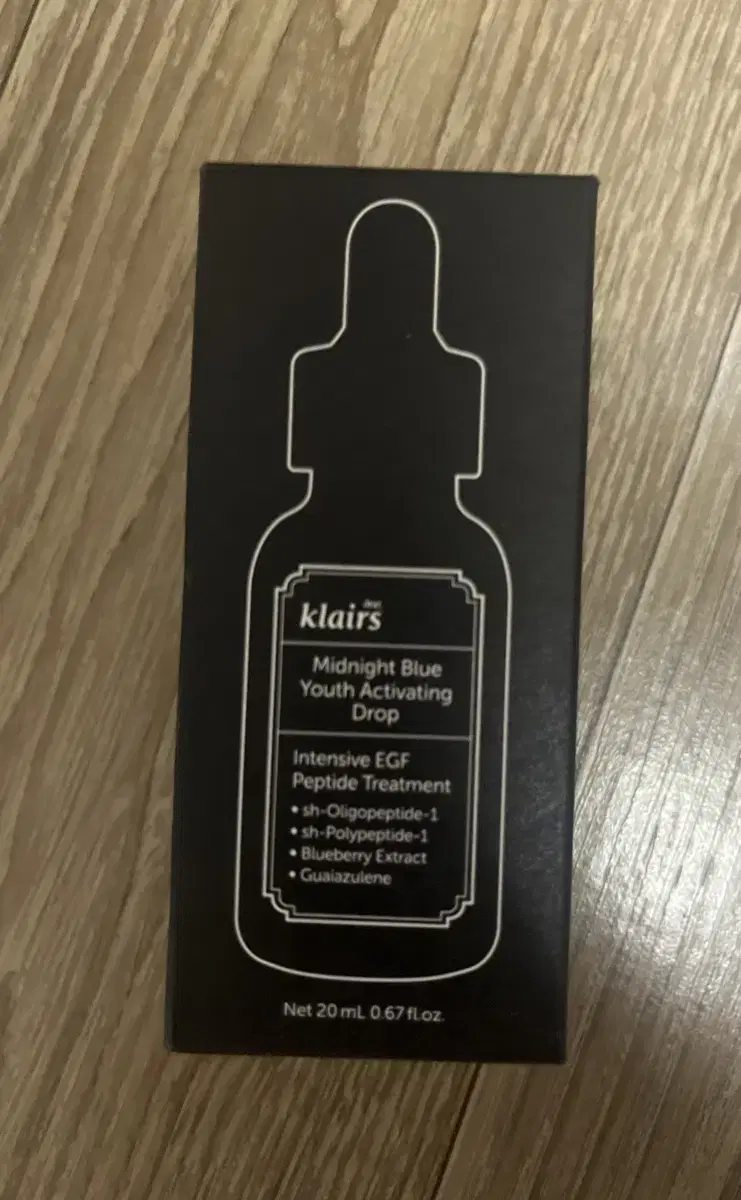 dear
klairs
Midnight Blue
Youth Activating
Drop
Intensive EGF
Peptide Treatment
• sh-Oligopeptide-1
• sh-Polypeptide-1
• Blueberry Extract
• Guaiazulene
Net 20 mL 0.67 fl.oz.